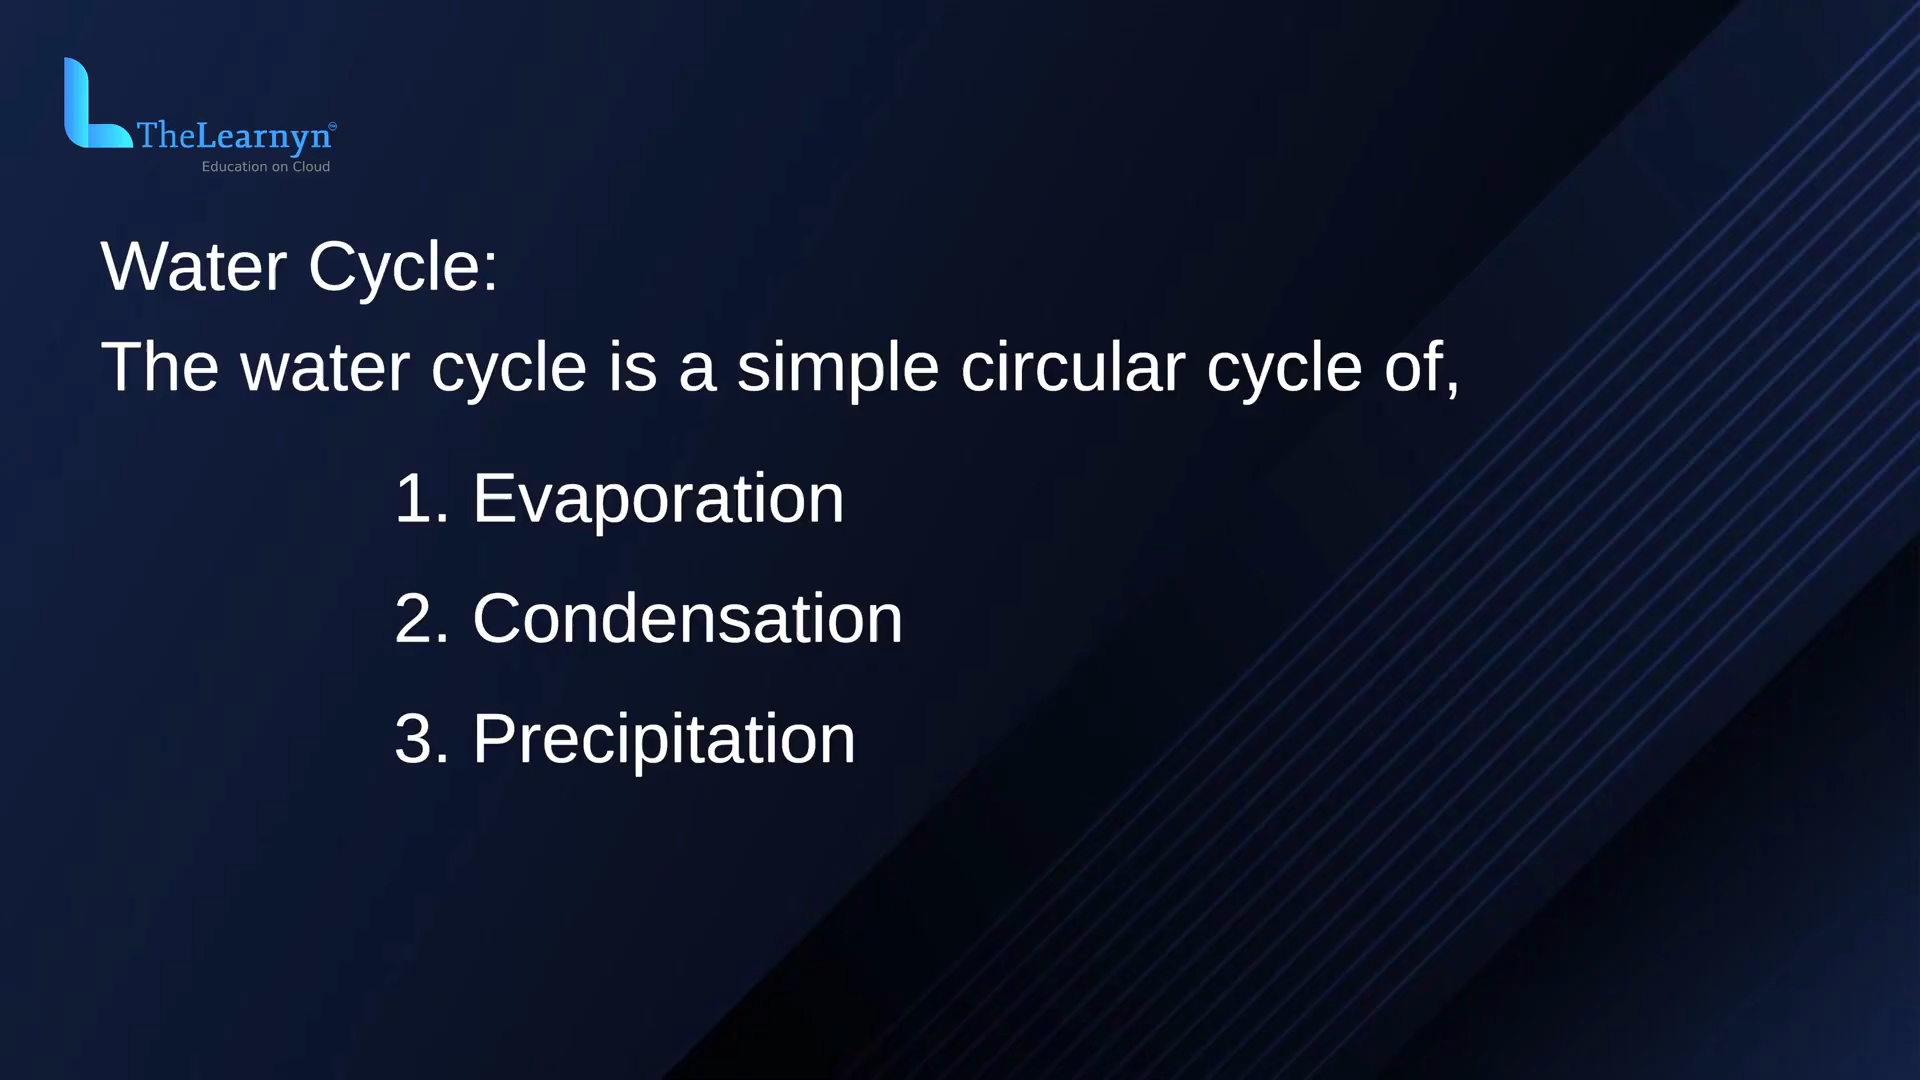 TheLearnyn
Education on Cloud
Water Cycle:
The water cycle is a simple circular cycle of,
1. Evaporation
2. Condensation
3. Precipitation